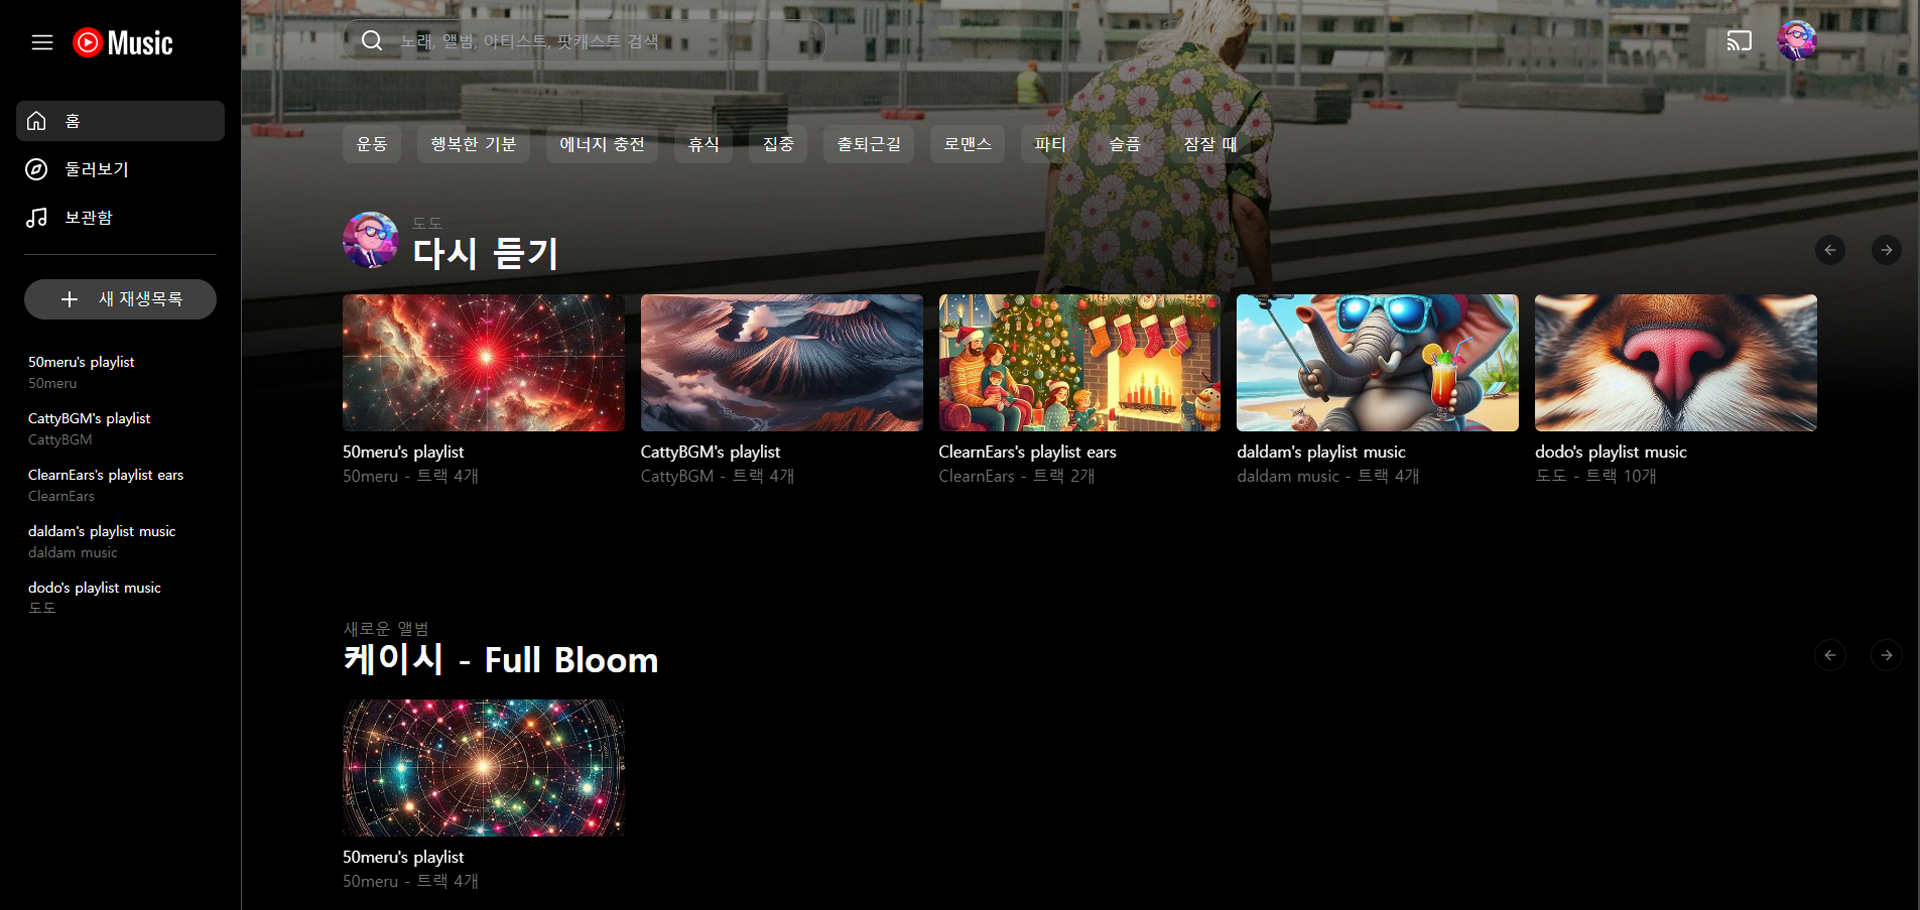 Music
노래, 앨범, 아티스트, 팟캐스트 검색
홈
둘러보기
보관함
새 재생목록
50meru's playlist
50meru
CattyBGM's playlist
CattyBGM
ClearnEars's playlist ears
ClearnEars
daldam's playlist music
daldam music
dodo's playlist music
도도
운동 행복한 기분 에너지 충전 휴식 집중 출퇴근길 로맨스 파티 슬픔 잠잘 때
도도
다시 듣기
50meru's playlist
50meru - 트랙 4개
CattyBGM's playlist
CattyBGM - 트랙 4개
ClearnEars's playlist ears
ClearnEars - 트랙 2개
daldam's playlist music
daldam music - 트랙 4개
dodo's playlist music
도도 - 트랙 10개
새로운 앨범
케이시 - Full Bloom
50meru's playlist
50meru - 트랙 4개